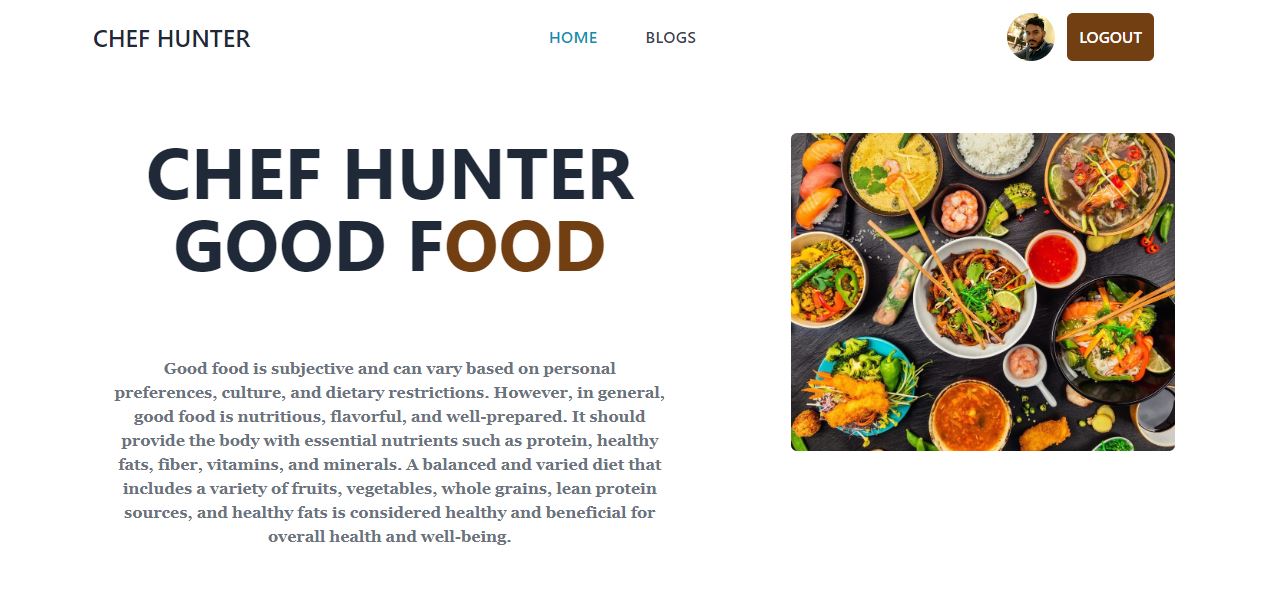 CHEF HUNTER
HOME
BLOGS
LOGOUT
CHEF HUNTER
GOOD FOOD
Good food is subjective and can vary based on personal
preferences, culture, and dietary restrictions. However, in general,
good food is nutritious, flavorful, and well-prepared. It should
provide the body with essential nutrients such as protein, healthy
fats, fiber, vitamins, and minerals. A balanced and varied diet that
includes a variety of fruits, vegetables, whole grains, lean protein
sources, and healthy fats is considered healthy and beneficial for
overall health and well-being.